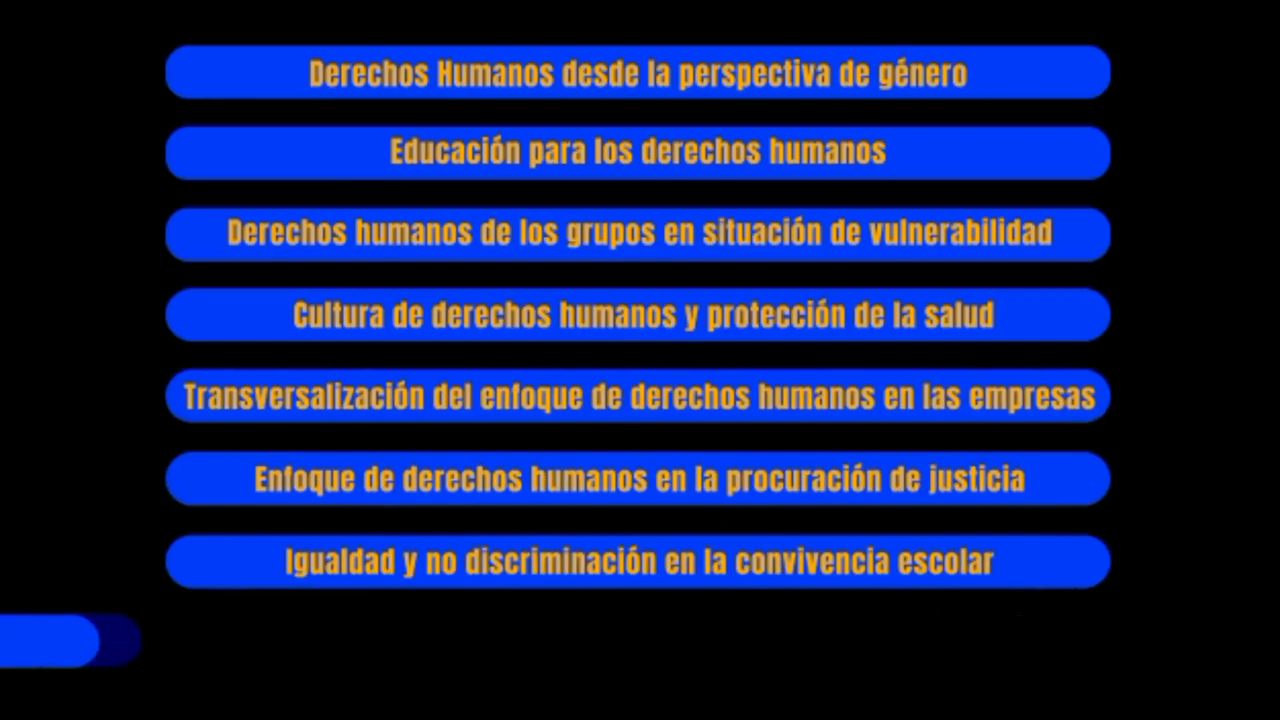 Derechos Humanos desde la perspectiva de género
Educación para los derechos humanos
Derechos humanos de los grupos en situación de vulnerabilidad
Cultura de derechos humanos y protección de la salud
Transversalización del enfoque de derechos humanos en las empresas
Enfoque de derechos humanos en la procuración de justicia
Igualdad y no discriminación en la convivencia escolar